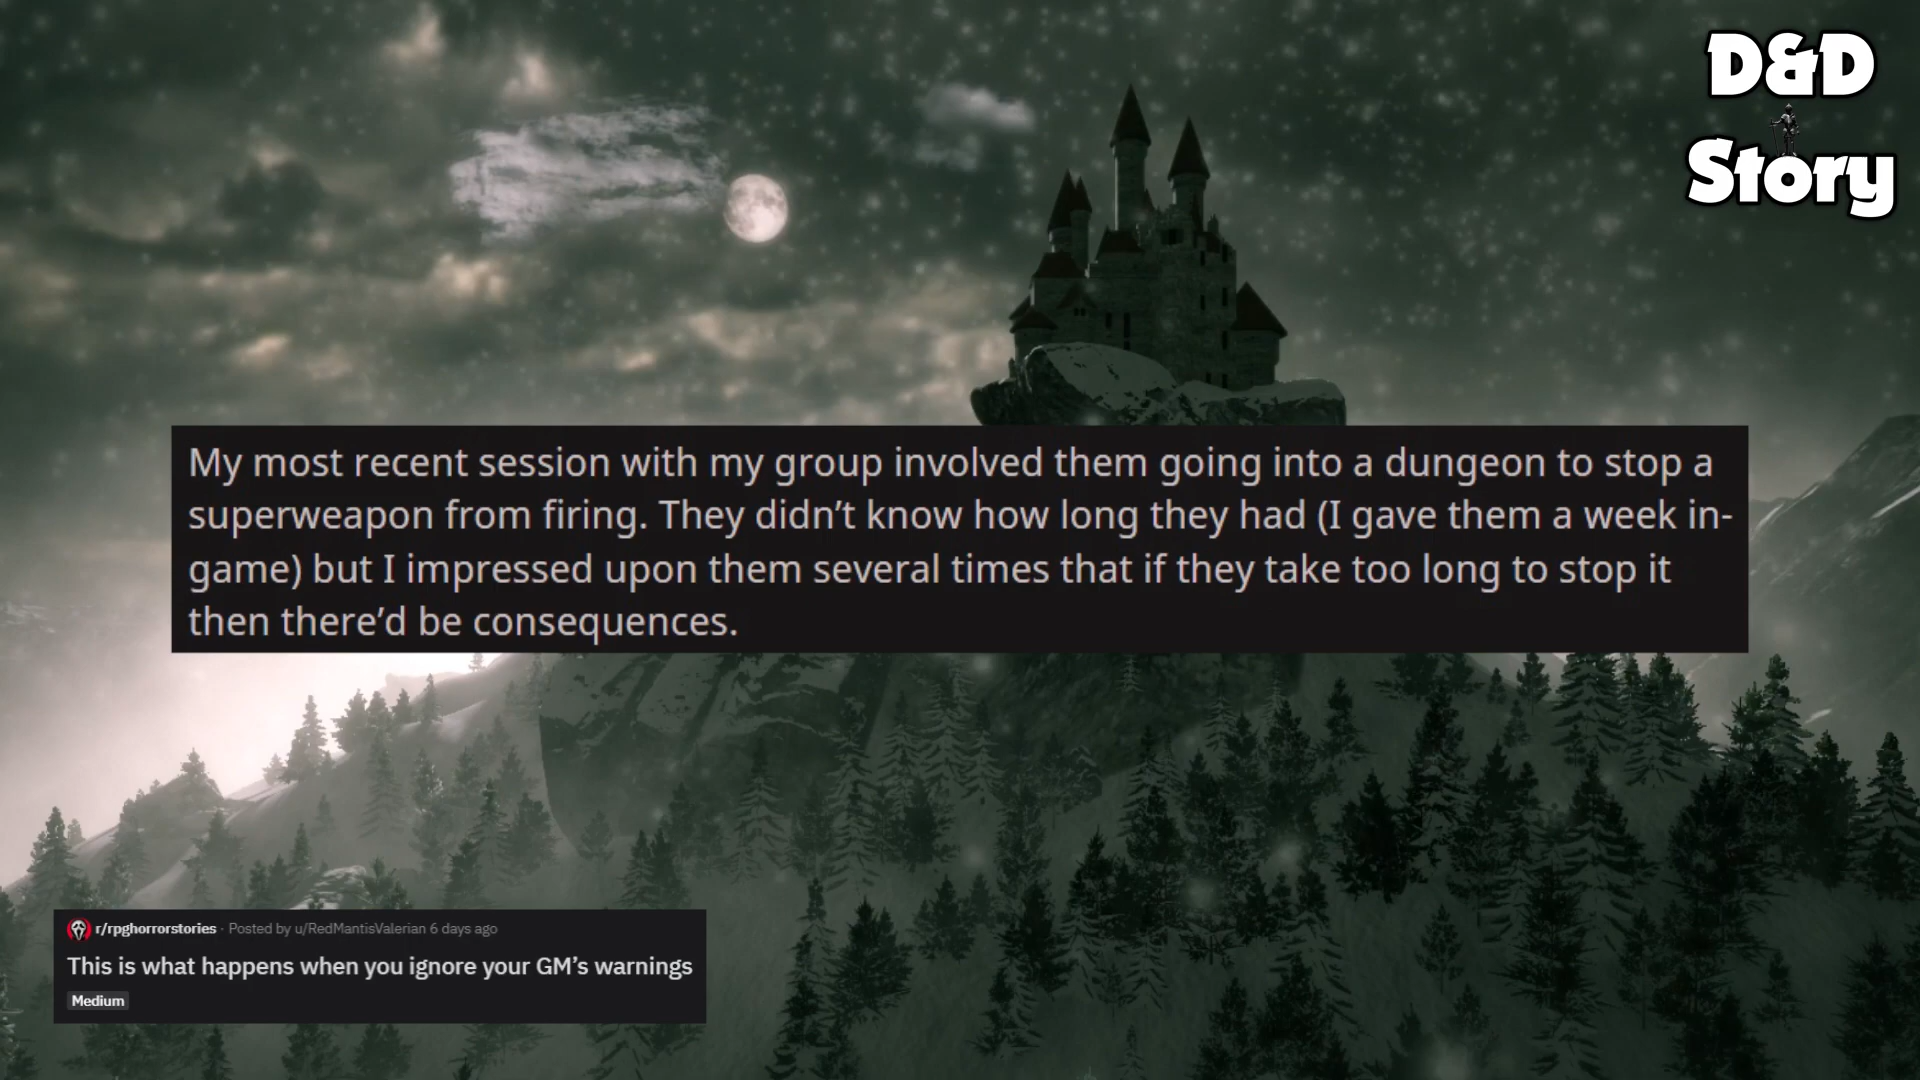 D&D
Story
My most recent session with my group involved them going into a dungeon to stop a
superweapon from firing. They didn’t know how long they had (I gave them a week in-
game) but I impressed upon them several times that if they take too long to stop it
then there’d be consequences.
r/rpghorrorstories · Posted by u/RedMantisValerian 6 days ago
This is what happens when you ignore your GM’s warnings
Medium